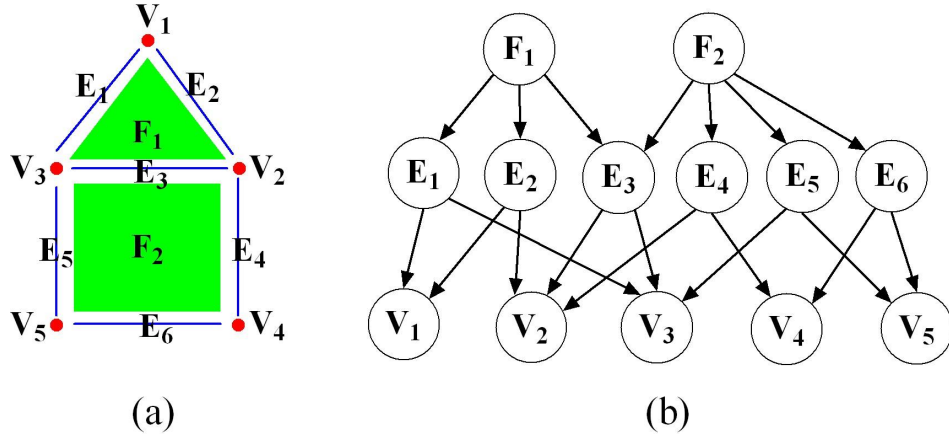 V1
E1 E2
F1
V3 E3 V2
E5 F2 E4
V5 E6 V4
(a)
F1 F2
E1 E2 E3 E4 E5 E6
V1 V2 V3 V4 V5
(b)